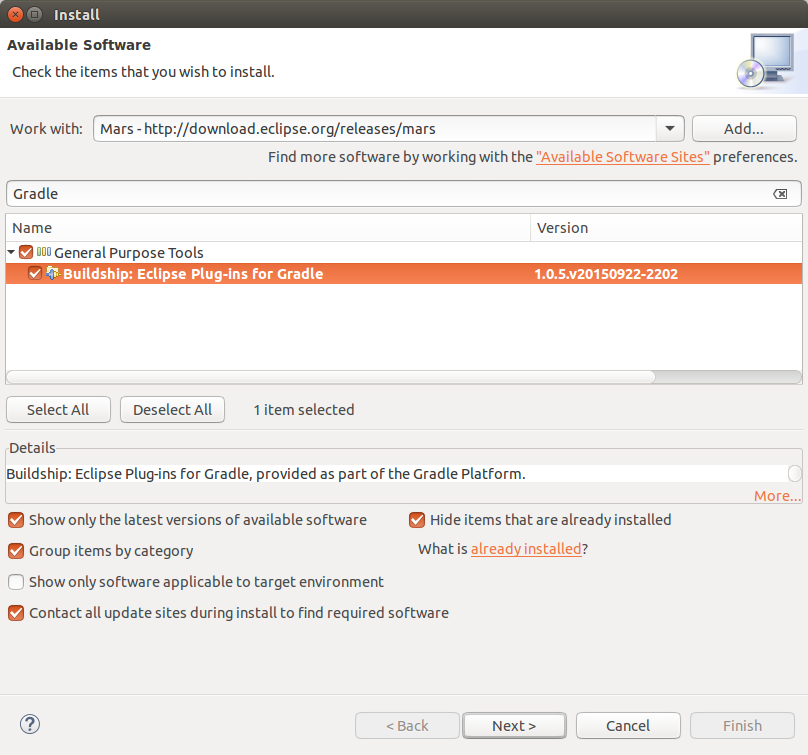 Install
Available Software
Check the items that you wish to install.
Work with: Mars - http://download.eclipse.org/releases/mars Add...
Find more software by working with the "Available Software Sites" preferences.
Gradle
Name Version
General Purpose Tools
Buildship: Eclipse Plug-ins for Gradle 1.0.5.v20150922-2202
Select All Deselect All 1 item selected
Details
Buildship: Eclipse Plug-ins for Gradle, provided as part of the Gradle Platform.
More...
Show only the latest versions of available software Hide items that are already installed
Group items by category What is already installed?
Show only software applicable to target environment
Contact all update sites during install to find required software
? < Back Next > Cancel Finish